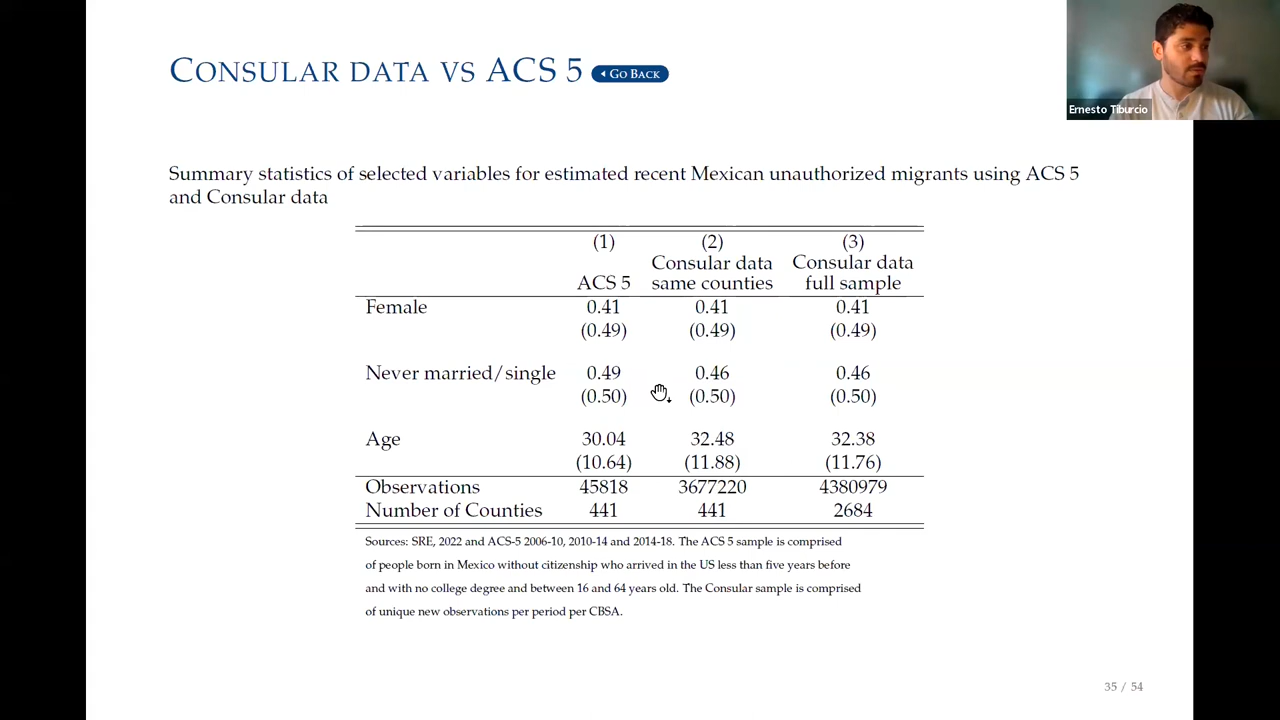 CONSULAR DATA VS ACS 5 GO BACK
Ernesto Tiburcio
Summary statistics of selected variables for estimated recent Mexican unauthorized migrants using ACS 5
and Consular data
(1) (2) (3)
Consular data Consular data
ACS 5 same counties full sample
Female 0.41 0.41 0.41
(0.49) (0.49) (0.49)
Never married/single 0.49 0.46 0.46
(0.50) (0.50) (0.50)
Age 30.04 32.48 32.38
(10.64) (11.88) (11.76)
Observations 45818 3677220 4380979
Number of Counties 441 441 2684
Sources: SRE, 2022 and ACS-5 2006-10, 2010-14 and 2014-18. The ACS 5 sample is comprised
of people born in Mexico without citizenship who arrived in the US less than five years before
and with no college degree and between 16 and 64 years old. The Consular sample is comprised
of unique new observations per period per CBSA.
35 / 54